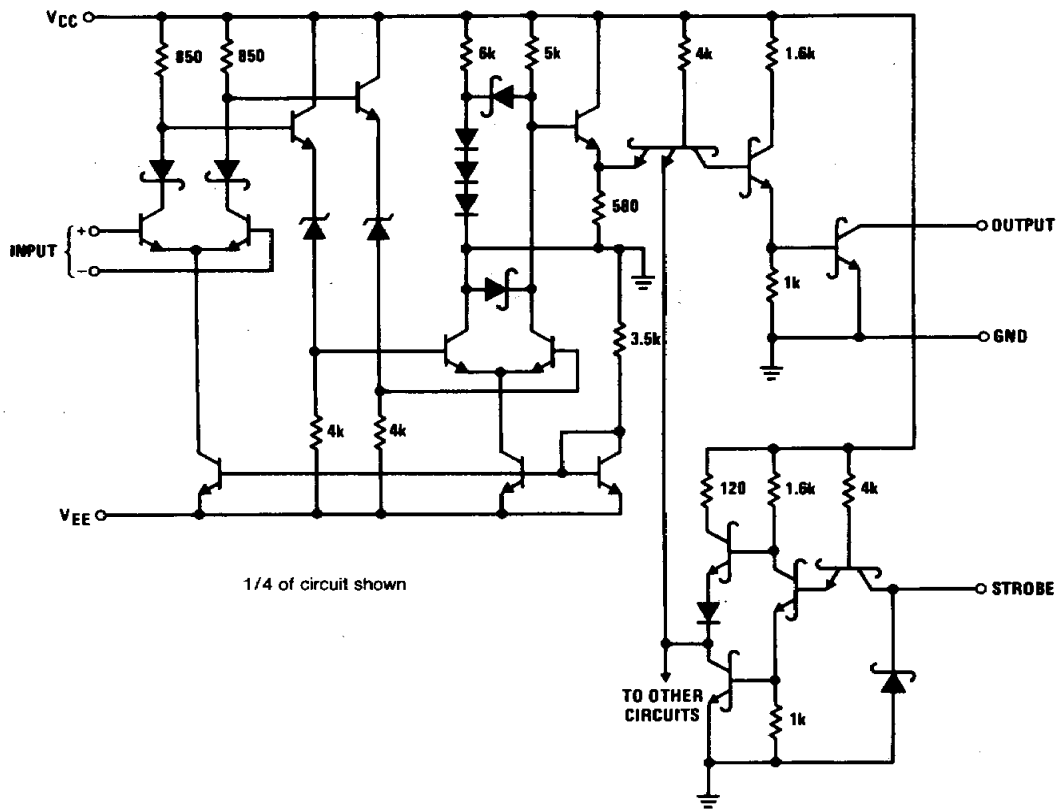 VCC
850
850
6k
5k
4k
1.6k
580
INPUT
+
−
OUTPUT
1k
GND
3.5k
4k
4k
VEE
120
1.6k
4k
1/4 of circuit shown
STROBE
TO OTHER
CIRCUITS
1k